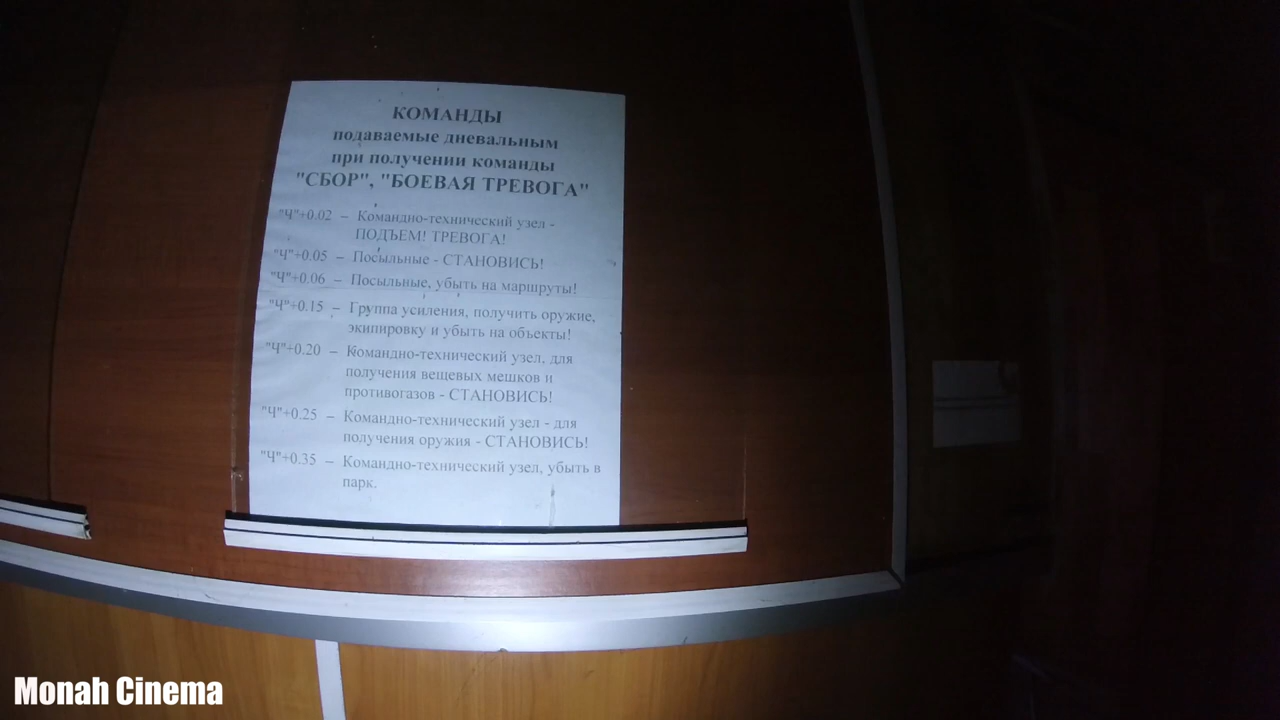 КОМАНДЫ
подаваемые дневальным
при получении команды
"СБОР", "БОЕВАЯ ТРЕВОГА"
"Ч"+0.02 – Командно-технический узел -
ПОДЪЕМ! ТРЕВОГА!
"Ч"+0.05 – Посыльные - СТАНОВИСЬ!
"Ч"+0.06 – Посыльные, убыть на маршруты!
"Ч"+0.15 – Группа усиления, получить оружие,
экипировку и убыть на объекты!
"Ч"+0.20 – Командно-технический узел, для
получения вещевых мешков и
противогазов - СТАНОВИСЬ!
"Ч"+0.25 – Командно-технический узел - для
получения оружия - СТАНОВИСЬ!
"Ч"+0.35 – Командно-технический узел, убыть в
парк.
Monah Cinema